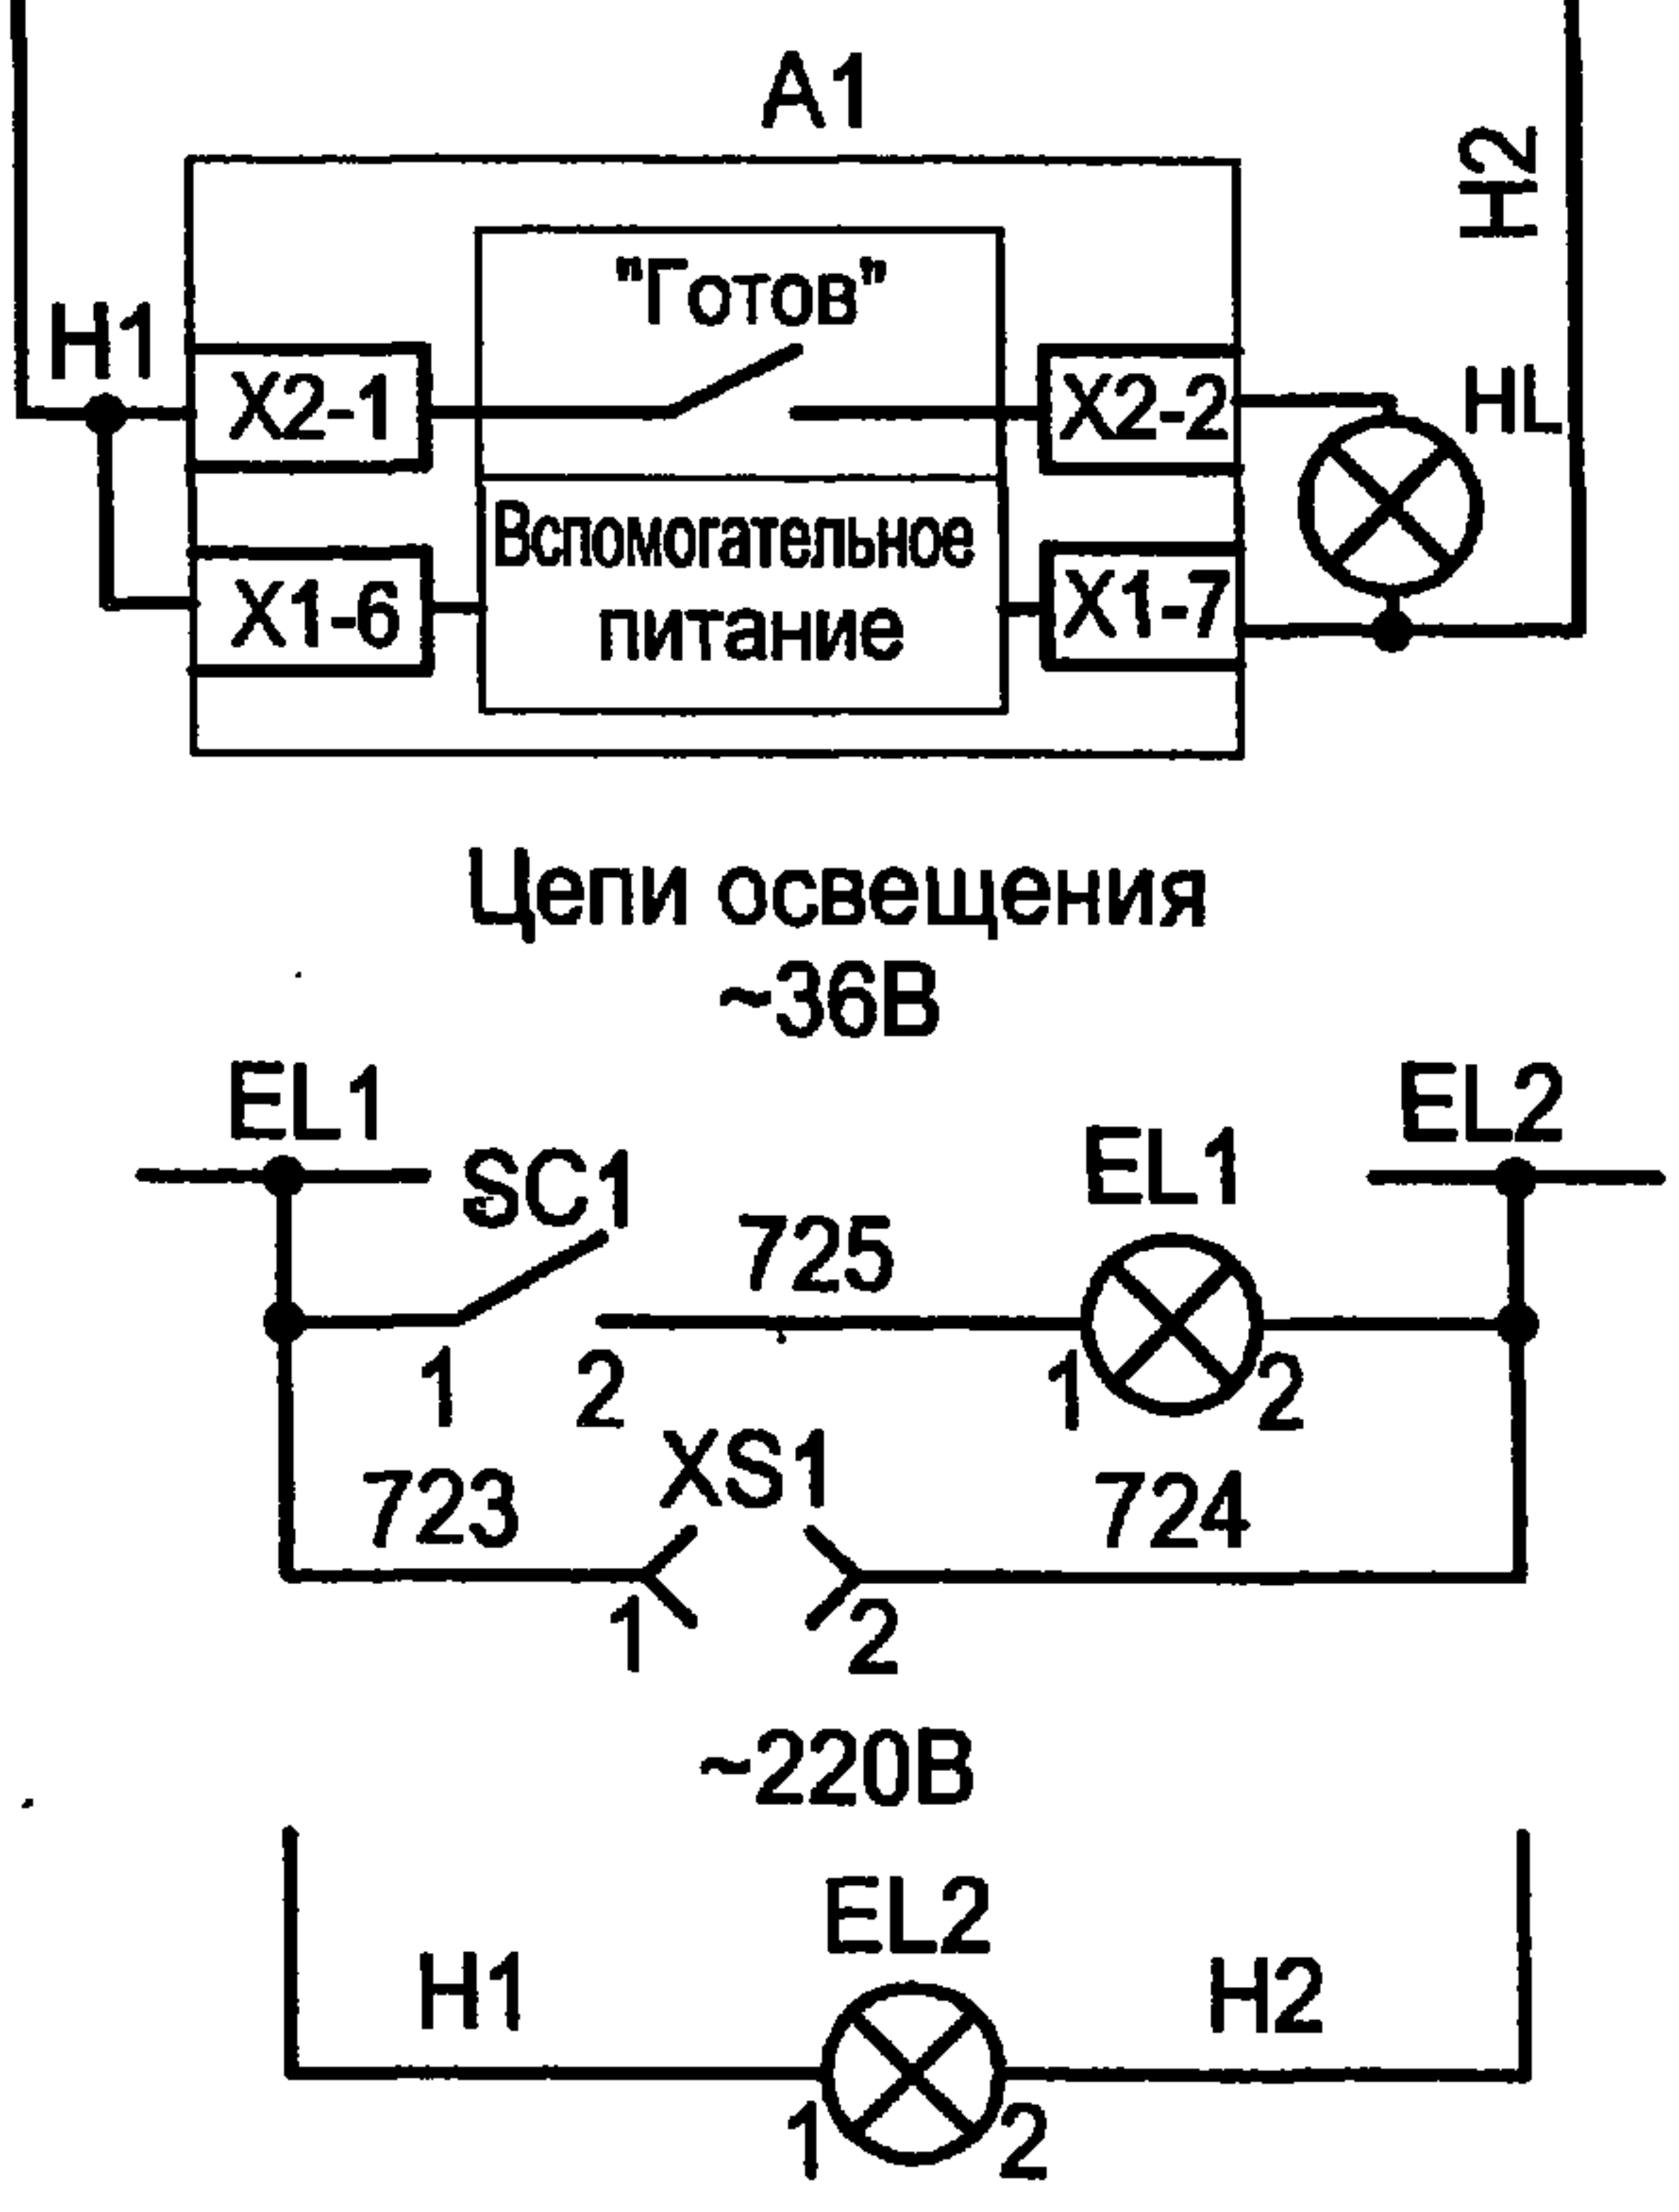 A1
H2
"Готов"
H1
X2-1
X2-2
HL
Вспомогательное
питание
X1-6
X1-7
Цепи освещения
~36В
EL1
EL2
SC1
EL1
725
1
2
1
2
XS1
723
724
1
2
~220В
EL2
H1
H2
1
2